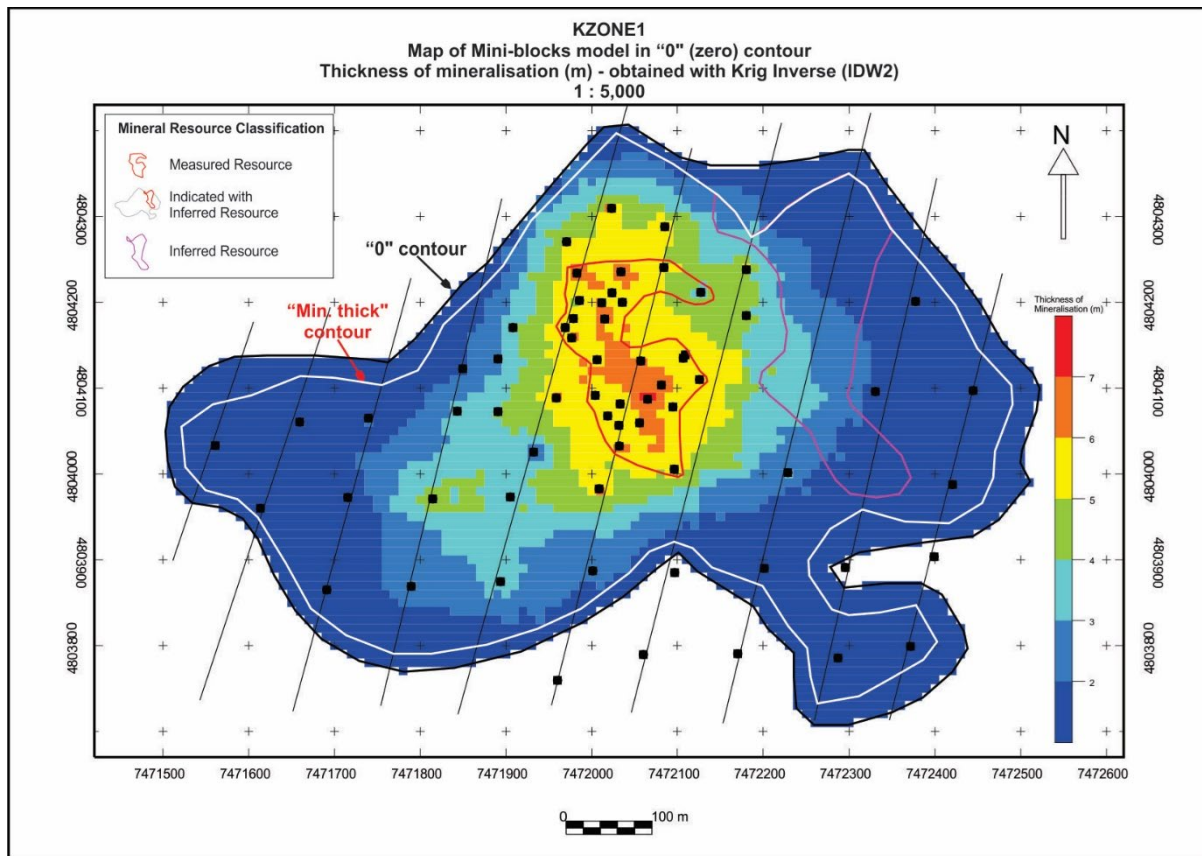 KZONE1
Map of Mini-blocks model in “0" (zero) contour
Thickness of mineralisation (m) - obtained with Krig Inverse (IDW2)
1 : 5,000
Mineral Resource Classification
Measured Resource
Indicated with
Inferred Resource
Inferred Resource
“0" contour
“Min. thick"
contour
N
4804300
4804200
4804100
4804000
4803900
4803800
4804300
4804200
4804100
4804000
4803900
4803800
Thickness of
Mineralisation (m)
7
6
5
4
3
2
7471500
7471600
7471700
7471800
7471900
7472000
7472100
7472200
7472300
7472400
7472500
7472600
0
100 m